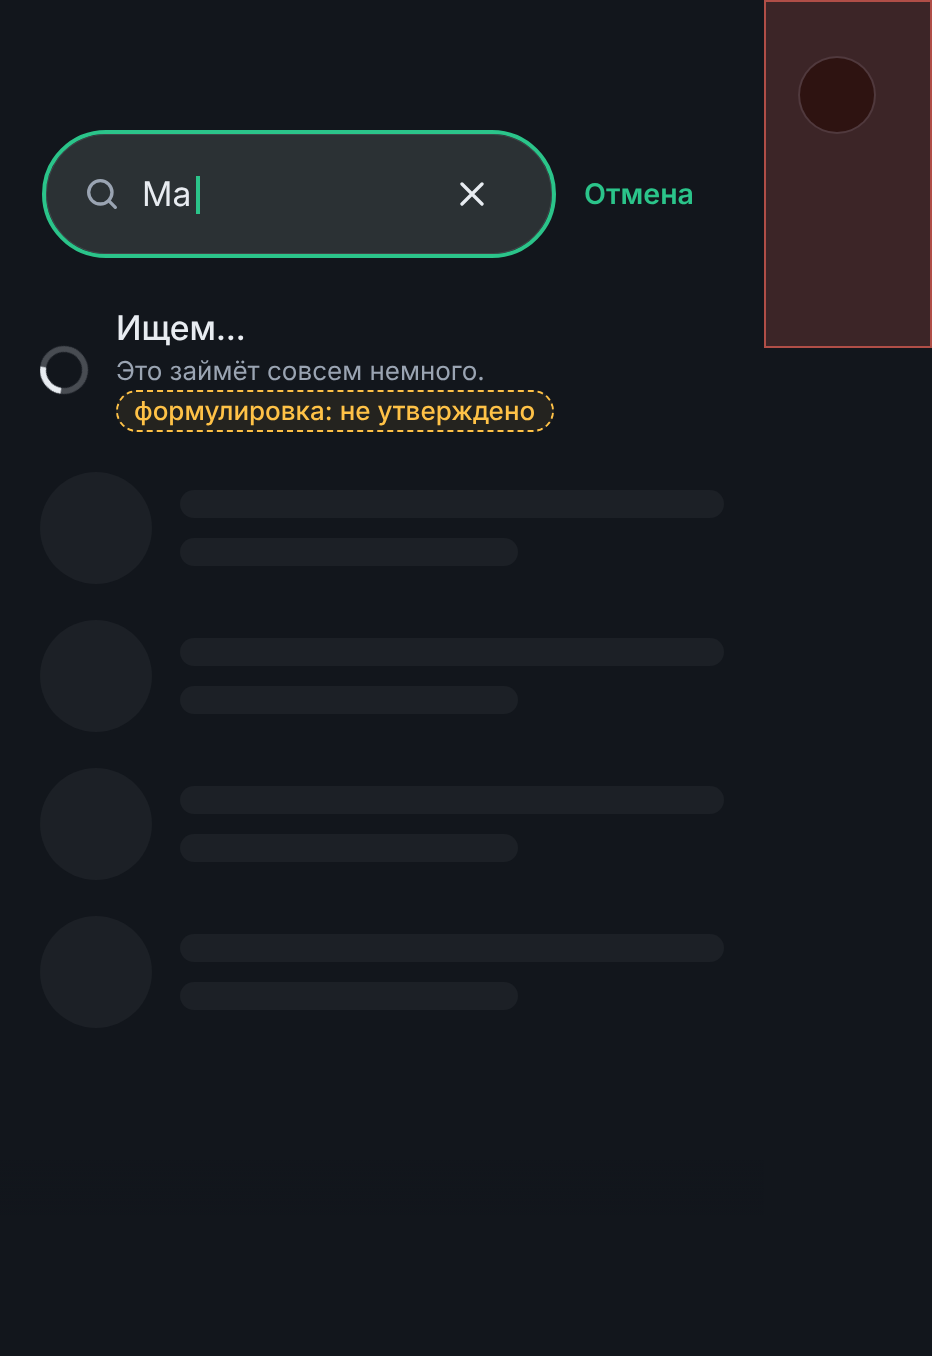 Ma
Отмена
Ищем...
Это займёт совсем немного.
формулировка: не утверждено